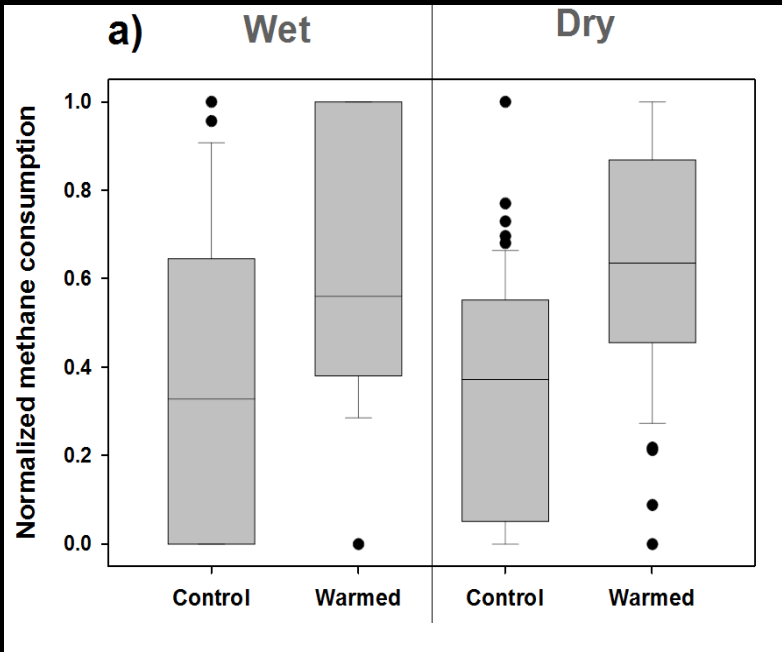 a) Wet Dry
Normalized methane consumption
1.0
0.8
0.6
0.4
0.2
0.0
Control Warmed Control Warmed